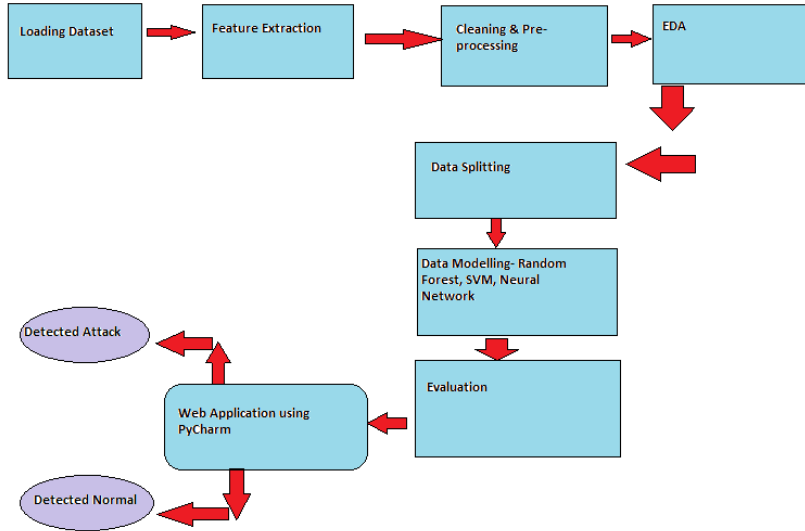 Loading Dataset
Feature Extraction
Cleaning & Pre-
processing
EDA
Data Splitting
Data Modelling- Random
Forest, SVM, Neural
Network
Evaluation
Web Application using
PyCharm
Detected Attack
Detected Normal